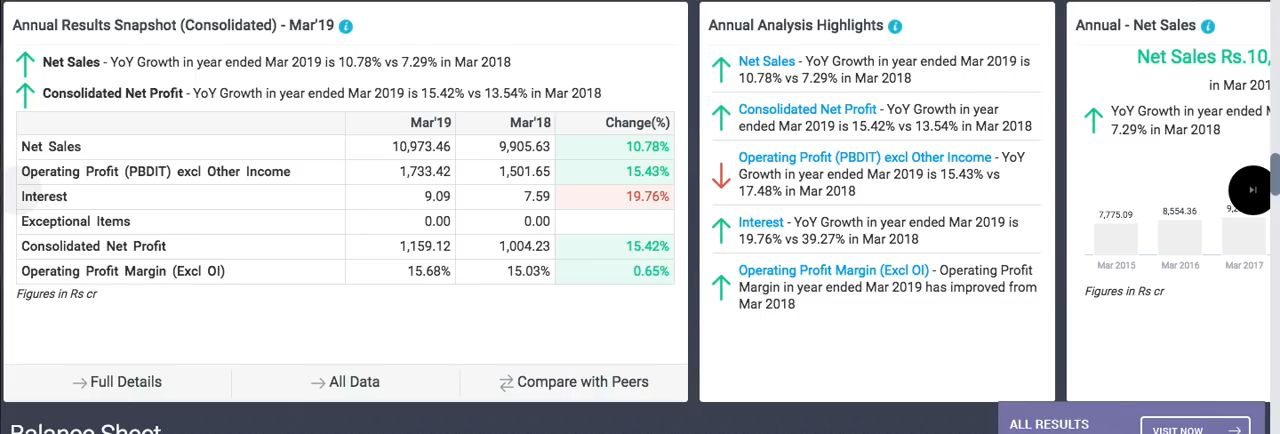 Annual Results Snapshot (Consolidated) - Mar'19
Net Sales - YoY Growth in year ended Mar 2019 is 10.78% vs 7.29% in Mar 2018
Consolidated Net Profit - YoY Growth in year ended Mar 2019 is 15.42% vs 13.54% in Mar 2018
Mar'19 Mar'18 Change(%)
Net Sales 10,973.46 9,905.63 10.78%
Operating Profit (PBDIT) excl Other Income 1,733.42 1,501.65 15.43%
Interest 9.09 7.59 19.76%
Exceptional Items 0.00 0.00
Consolidated Net Profit 1,159.12 1,004.23 15.42%
Operating Profit Margin (Excl OI) 15.68% 15.03% 0.65%
Figures in Rs cr
Full Details All Data Compare with Peers
Annual Analysis Highlights
Net Sales - YoY Growth in year ended Mar 2019 is
10.78% vs 7.29% in Mar 2018
Consolidated Net Profit - YoY Growth in year
ended Mar 2019 is 15.42% vs 13.54% in Mar 2018
Operating Profit (PBDIT) excl Other Income - YoY
Growth in year ended Mar 2019 is 15.43% vs
17.48% in Mar 2018
Interest - YoY Growth in year ended Mar 2019 is
19.76% vs 39.27% in Mar 2018
Operating Profit Margin (Excl OI) - Operating Profit
Margin in year ended Mar 2019 has improved from
Mar 2018
Annual - Net Sales
Net Sales Rs.10,
in Mar 201
YoY Growth in year ended
7.29% in Mar 2018
7,775.09 8,554.36
Mar 2015 Mar 2016 Mar 2017
Figures in Rs cr
Balance Sheet
ALL RESULTS
VISIT NOW